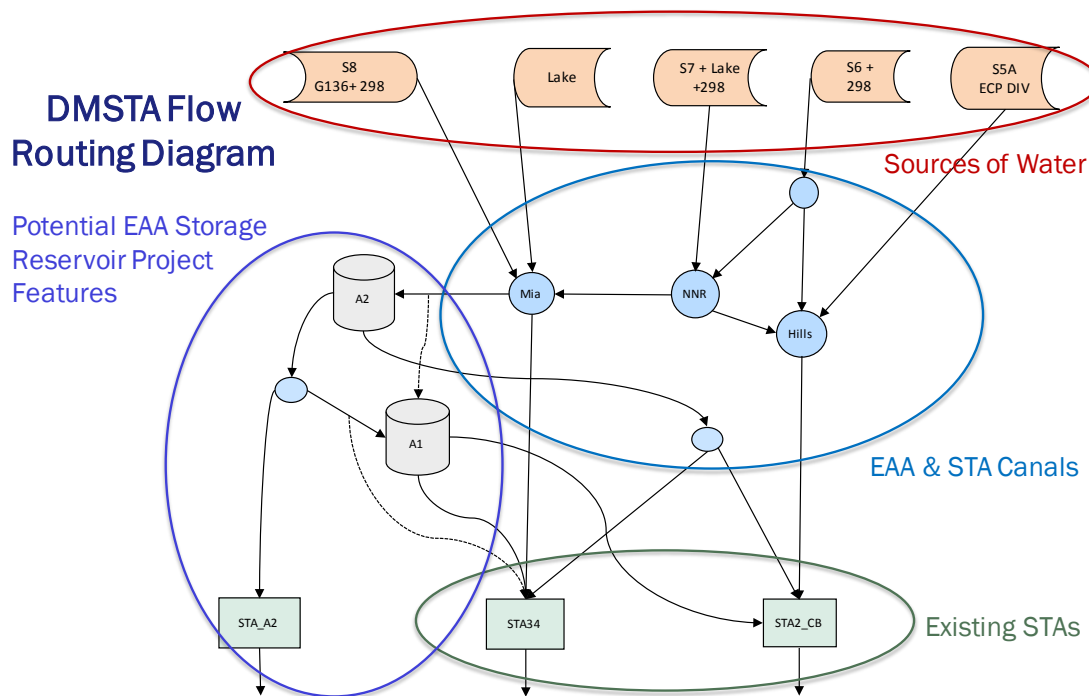 S8
G136+ 298
Lake
S7 + Lake
+298
S6 +
298
S5A
ECP DIV
DMSTA Flow
Routing Diagram
Sources of Water
Potential EAA Storage
Reservoir Project
Features
A2
Mia
NNR
Hills
A1
EAA & STA Canals
STA_A2
STA34
STA2_CB
Existing STAs